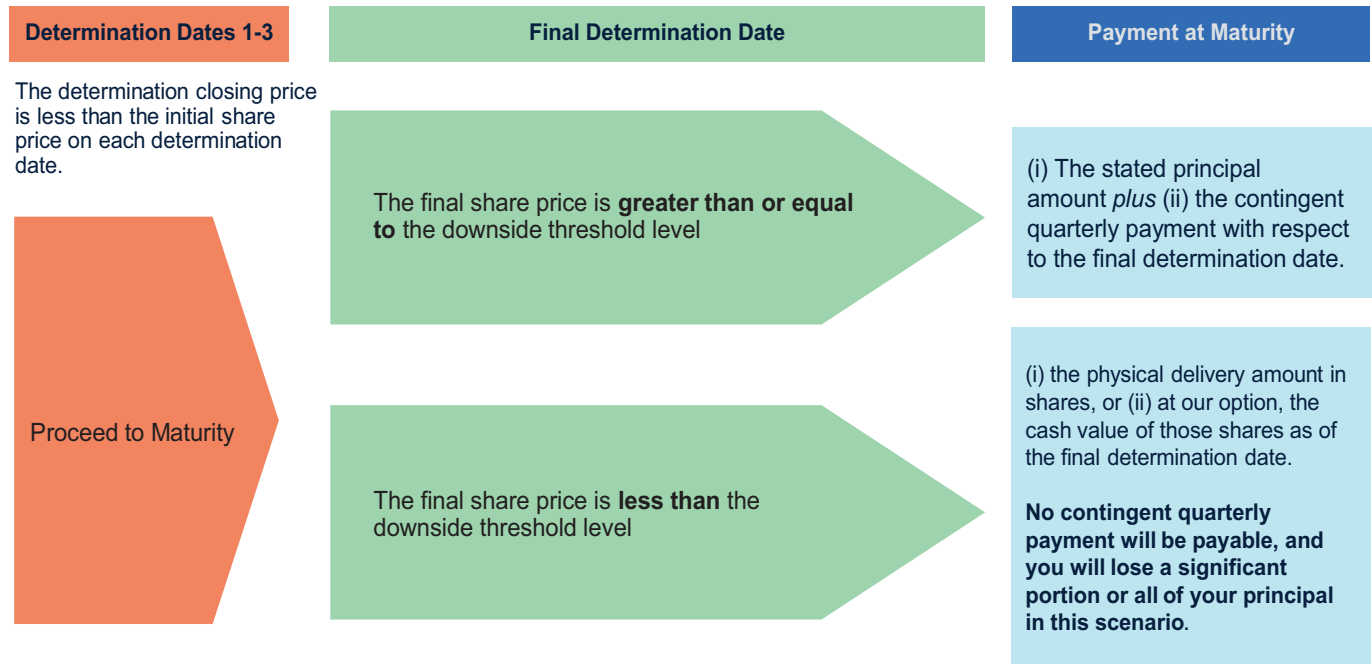 Determination Dates 1-3
Final Determination Date
Payment at Maturity
The determination closing price
is less than the initial share
price on each determination
date.
Proceed to Maturity
The final share price is greater than or equal
to the downside threshold level
(i) The stated principal
amount plus (ii) the contingent
quarterly payment with respect
to the final determination date.
The final share price is less than the
downside threshold level
(i) the physical delivery amount in
shares, or (ii) at our option, the
cash value of those shares as of
the final determination date.
No contingent quarterly
payment will be payable, and
you will lose a significant
portion or all of your principal
in this scenario.